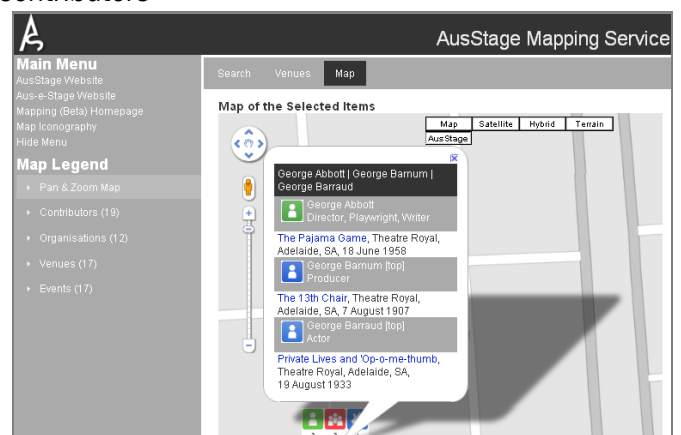 contributors
AusStage Mapping Service
Main Menu
AusStage Website
Aus-e-Stage Website
Mapping (Beta) Homepage
Map Iconography
Hide Menu
Map Legend
Pan & Zoom Map
Contributors (19)
Organisations (12)
Venues (17)
Events (17)
Search Venues Map
Map of the Selected Items
Map Satellite Hybrid Terrain
AusStage
George Abbott | George Barnum |
George Barraud
George Abbott
Director, Playwright, Writer
The Pajama Game, Theatre Royal,
Adelaide, SA, 18 June 1958
George Barnum [top]
Producer
The 13th Chair, Theatre Royal,
Adelaide, SA, 7 August 1907
George Barraud [top]
Actor
Private Lives and 'Op-o-me-thumb,
Theatre Royal, Adelaide, SA,
19 August 1933